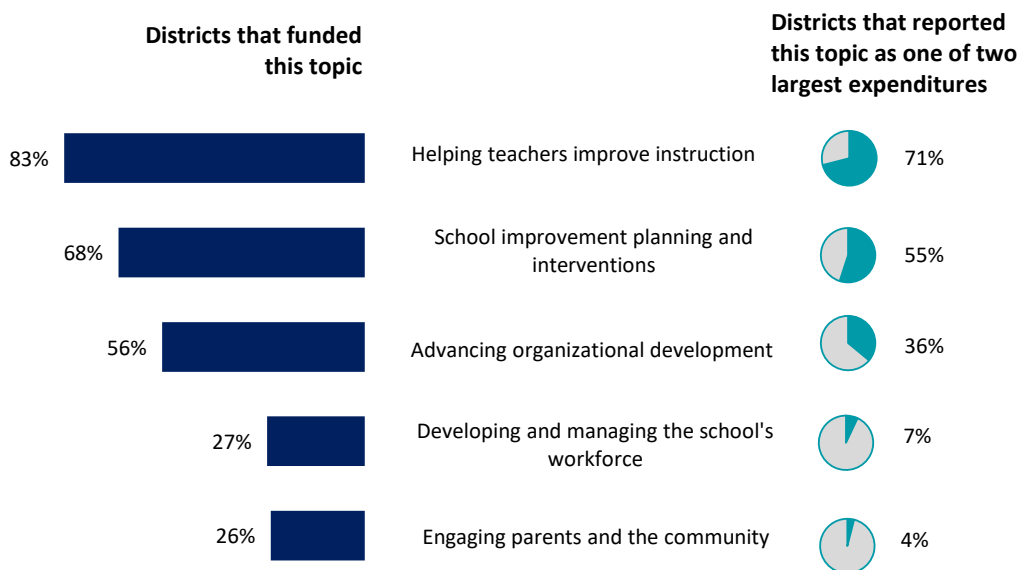 Districts that funded
this topic
Districts that reported
this topic as one of two
largest expenditures
83%
Helping teachers improve instruction
71%
68%
School improvement planning and
interventions
55%
56%
Advancing organizational development
36%
27%
Developing and managing the school's
workforce
7%
26%
Engaging parents and the community
4%